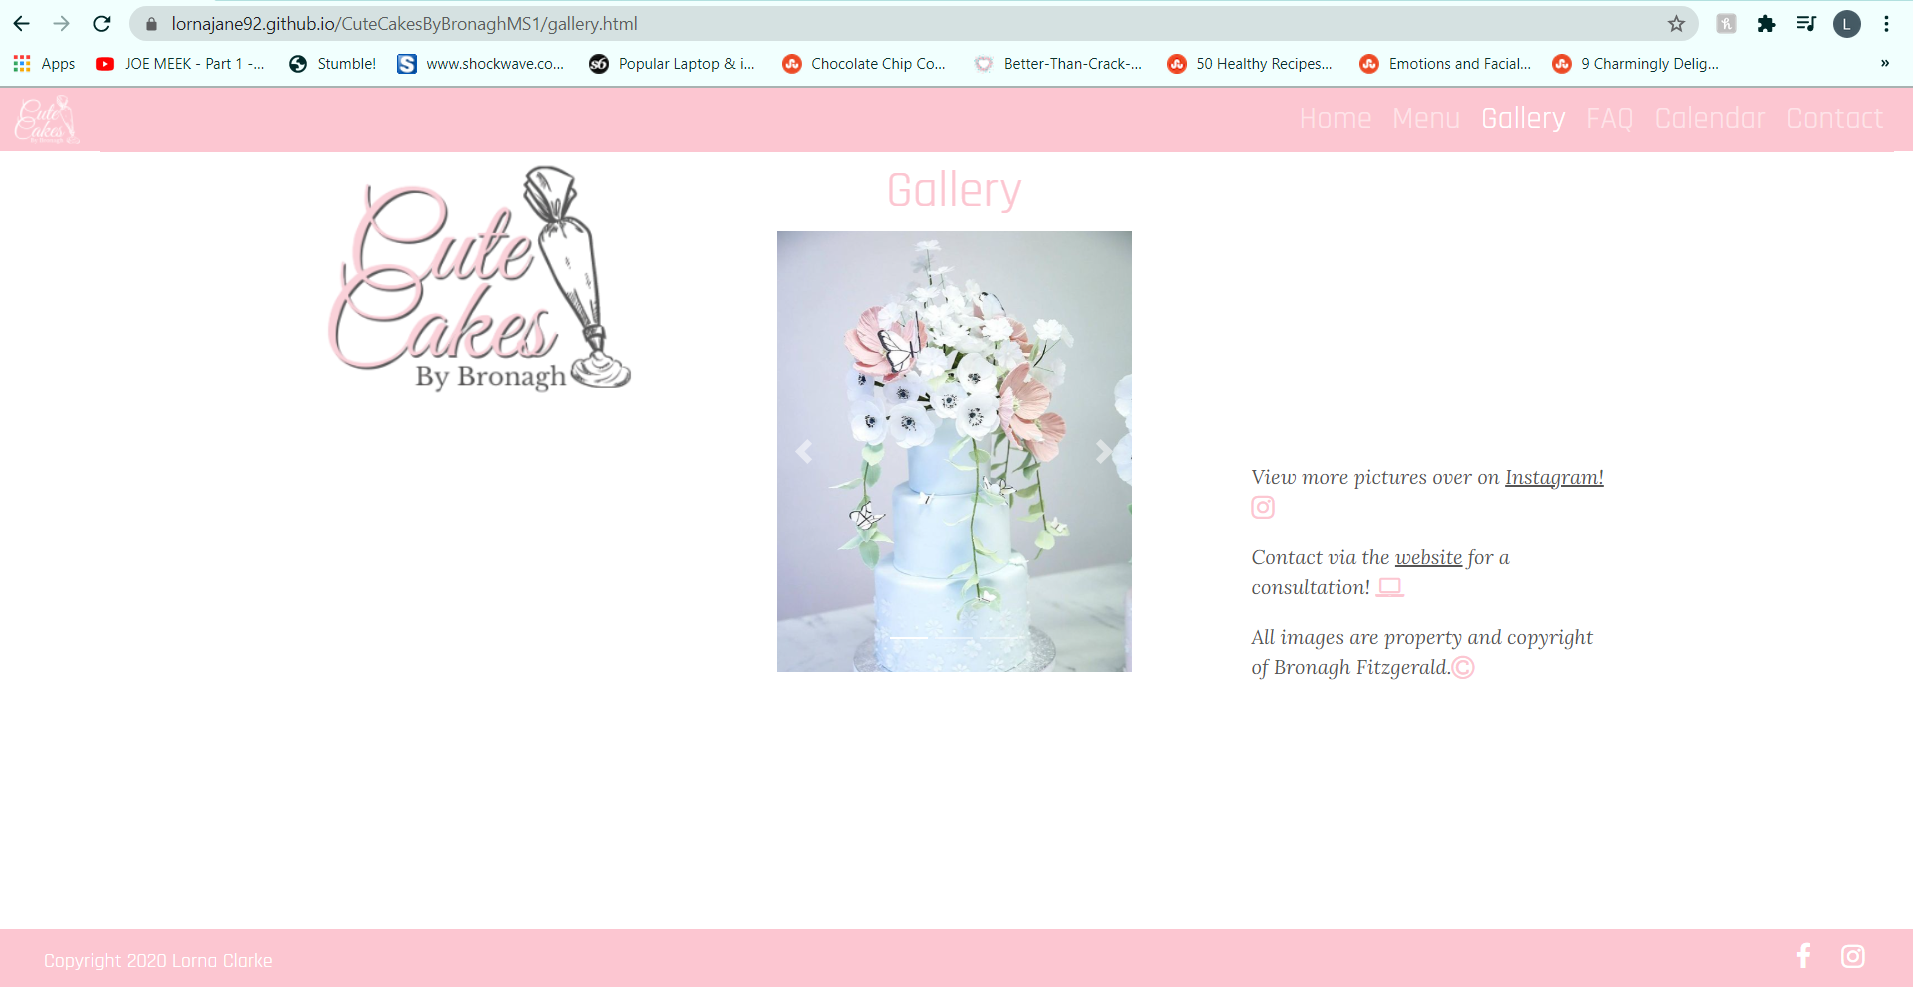 lornajane92.github.io/CuteCakesByBronaghMS1/gallery.html
L
Apps
JOE MEEK - Part 1 -...
Stumble!
www.shockwave.co...
Popular Laptop & i...
Chocolate Chip Co...
Better-Than-Crack-...
50 Healthy Recipes...
Emotions and Facial...
9 Charmingly Delig...
»
Cute
Cakes
By Bronagh
Home Menu Gallery FAQ Calendar Contact
Cute
Cakes
By Bronagh
Gallery
View more pictures over on Instagram!
Contact via the website for a
consultation!
All images are property and copyright
of Bronagh Fitzgerald.©
Copyright 2020 Lorna Clarke